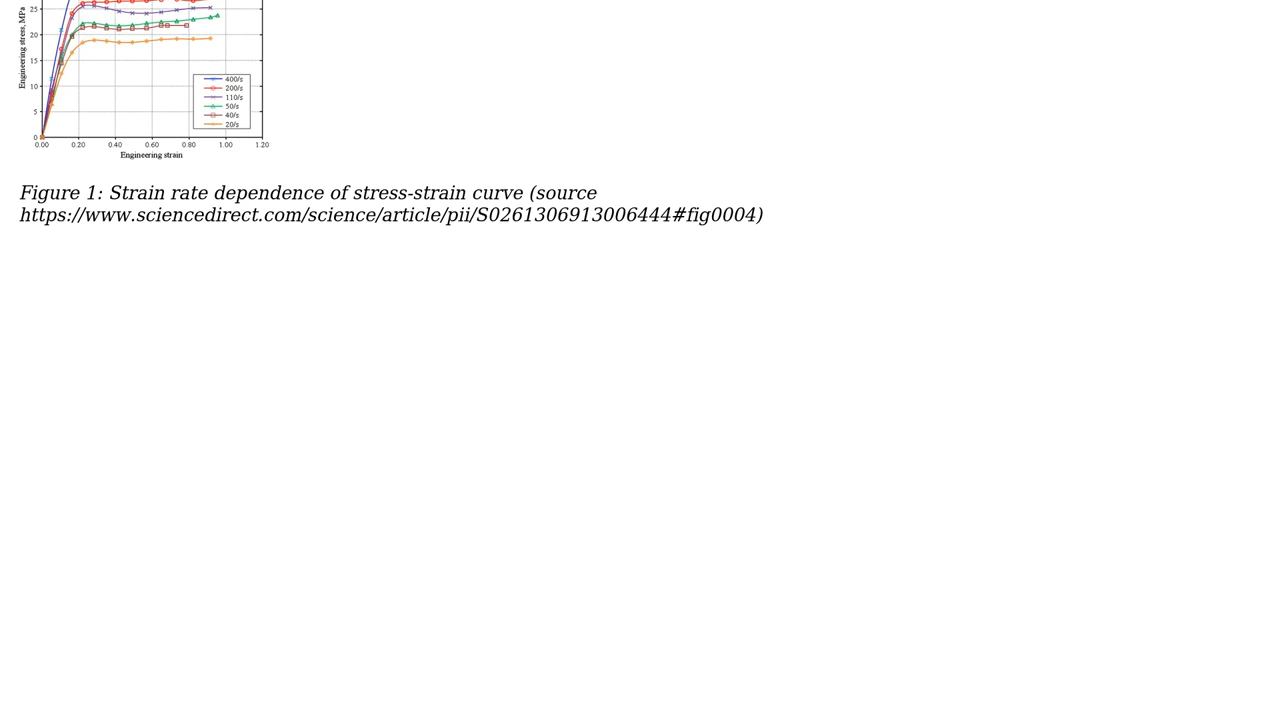 Engineering stress, MPa
25
20
15
10
5
0
400/s
200/s
110/s
50/s
40/s
20/s
0.00 0.20 0.40 0.60 0.80 1.00 1.20
Engineering strain
Figure 1: Strain rate dependence of stress-strain curve (source
https://www.sciencedirect.com/science/article/pii/S0261306913006444#fig0004)